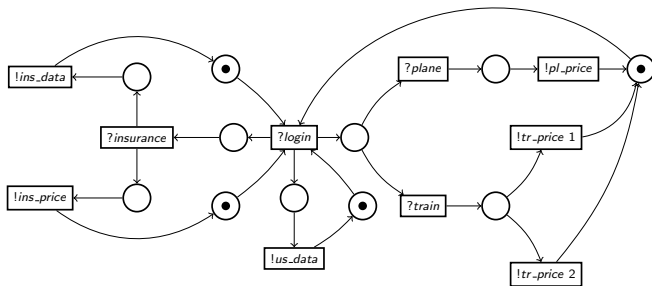 !ins_data
?plane
!pl_price
?insurance
?login
!tr_price 1
!ins_price
?train
!us_data
!tr_price 2